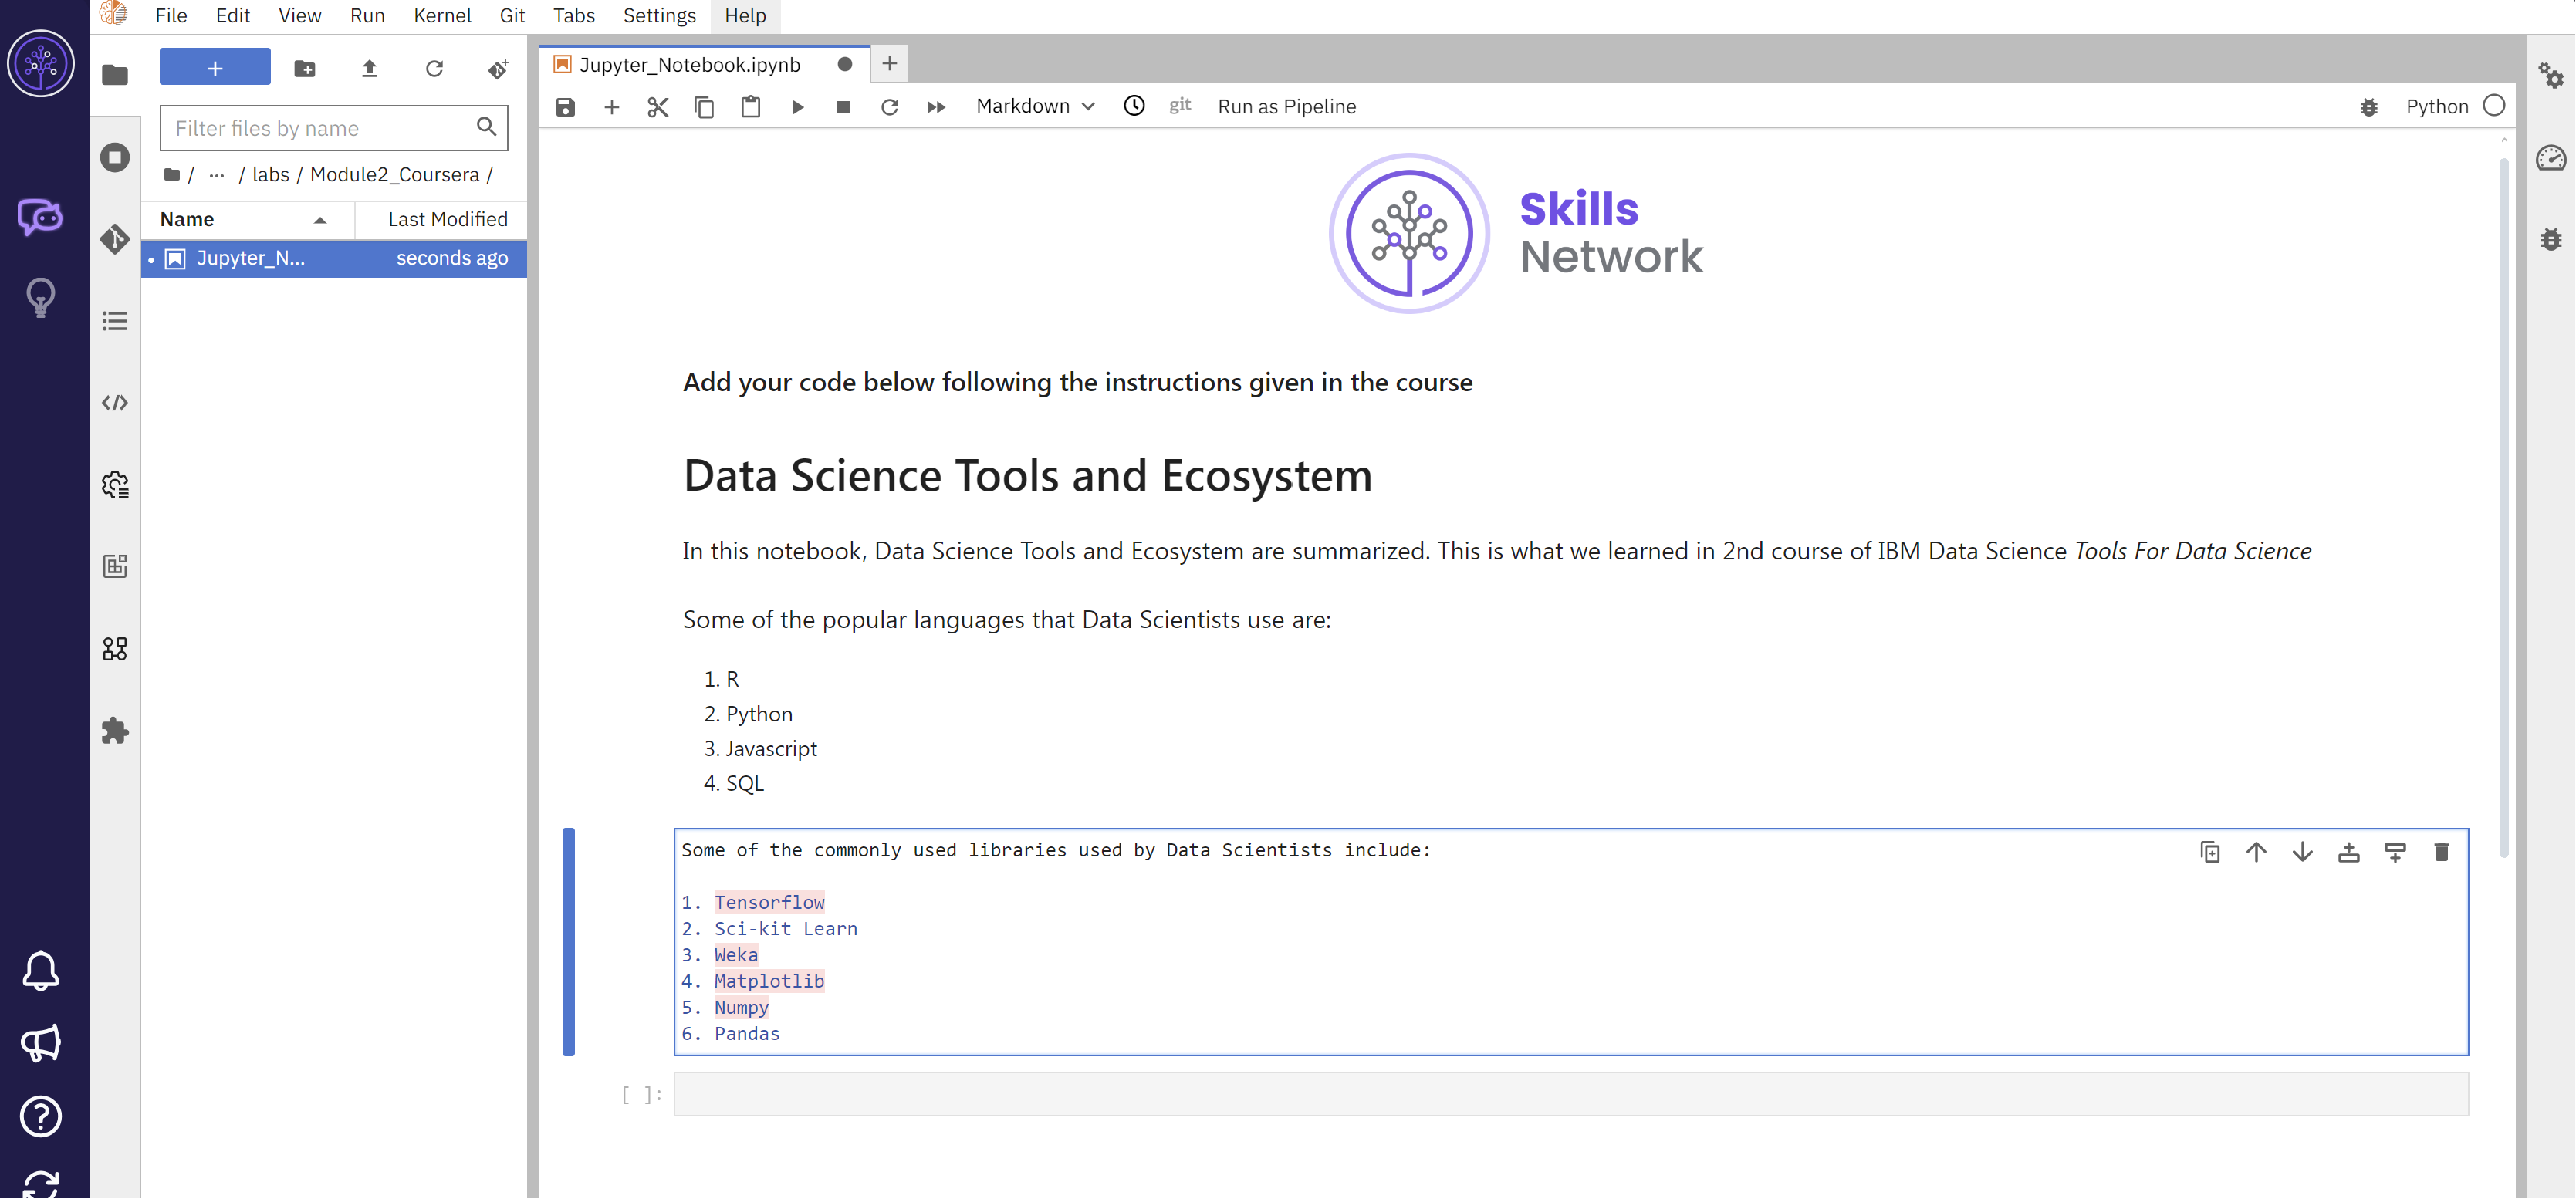 File Edit View Run Kernel Git Tabs Settings Help
Jupyter_Notebook.ipynb
Markdown git Run as Pipeline Python
Filter files by name
/ ... / labs / Module2_Coursera /
Name Last Modified
Jupyter_N... seconds ago
Skills
Network
Add your code below following the instructions given in the course
Data Science Tools and Ecosystem
In this notebook, Data Science Tools and Ecosystem are summarized. This is what we learned in 2nd course of IBM Data Science Tools For Data Science
Some of the popular languages that Data Scientists use are:
1. R
2. Python
3. Javascript
4. SQL
Some of the commonly used libraries used by Data Scientists include:
1. Tensorflow
2. Sci-kit Learn
3. Weka
4. Matplotlib
5. Numpy
6. Pandas
[ ]: